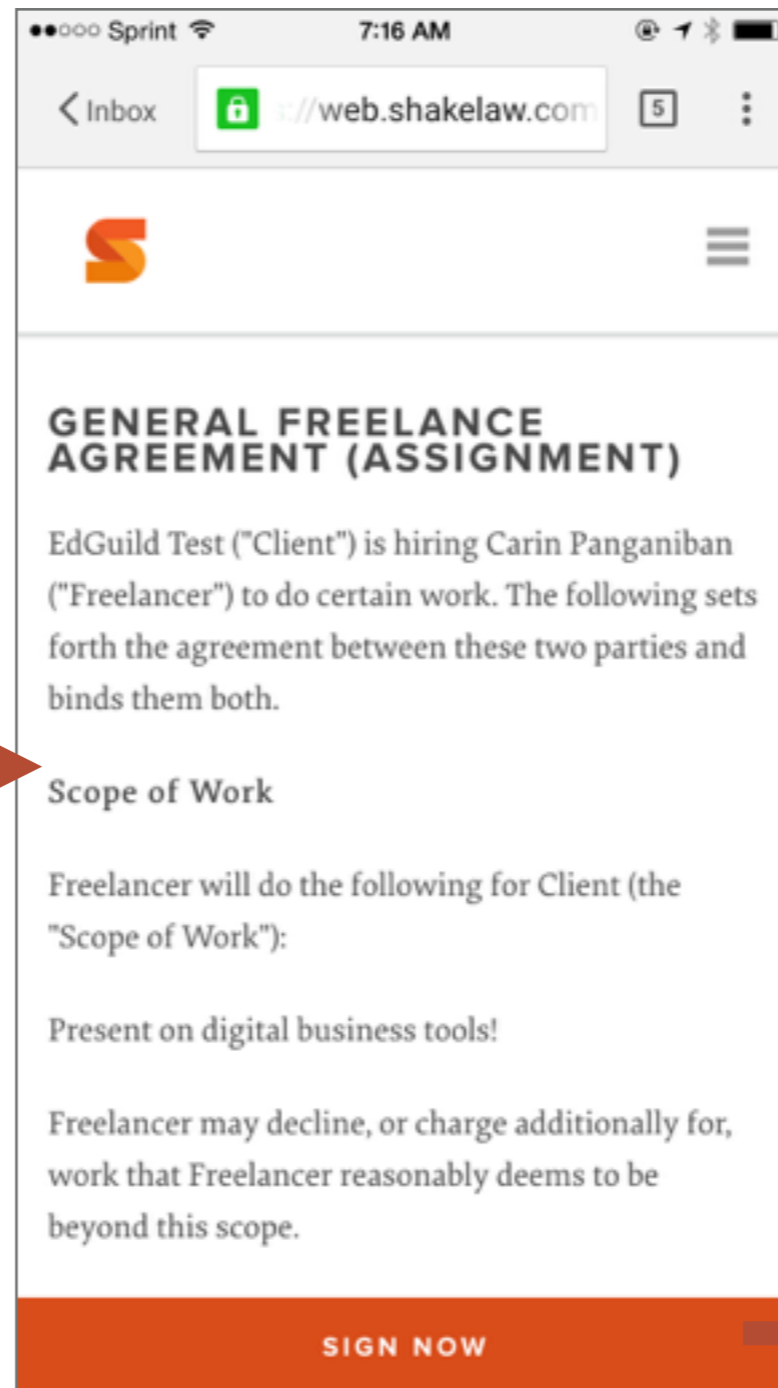 Sprint 7:16 AM
Inbox ://web.shakelaw.com 5
GENERAL FREELANCE
AGREEMENT (ASSIGNMENT)
EdGuild Test ("Client") is hiring Carin Panganiban
("Freelancer") to do certain work. The following sets
forth the agreement between these two parties and
binds them both.
Scope of Work
Freelancer will do the following for Client (the
"Scope of Work"):
Present on digital business tools!
Freelancer may decline, or charge additionally for,
work that Freelancer reasonably deems to be
beyond this scope.
SIGN NOW